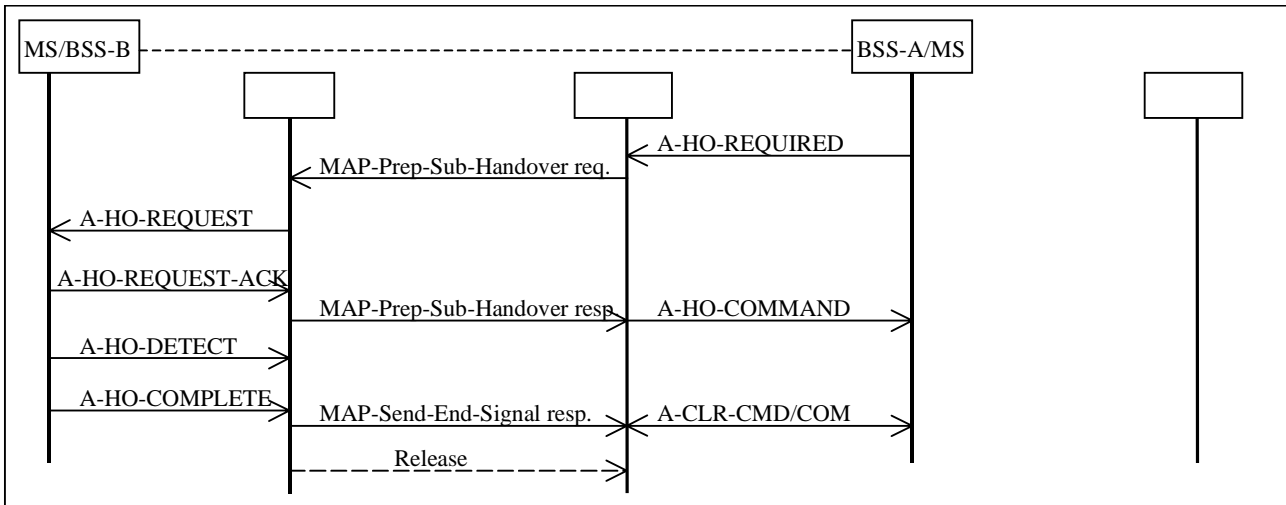 MS/BSS-B
BSS-A/MS
A-HO-REQUIRED
MAP-Prep-Sub-Handover req.
A-HO-REQUEST
A-HO-REQUEST-ACK
MAP-Prep-Sub-Handover resp.
A-HO-COMMAND
A-HO-DETECT
A-HO-COMPLETE
MAP-Send-End-Signal resp.
A-CLR-CMD/COM
Release